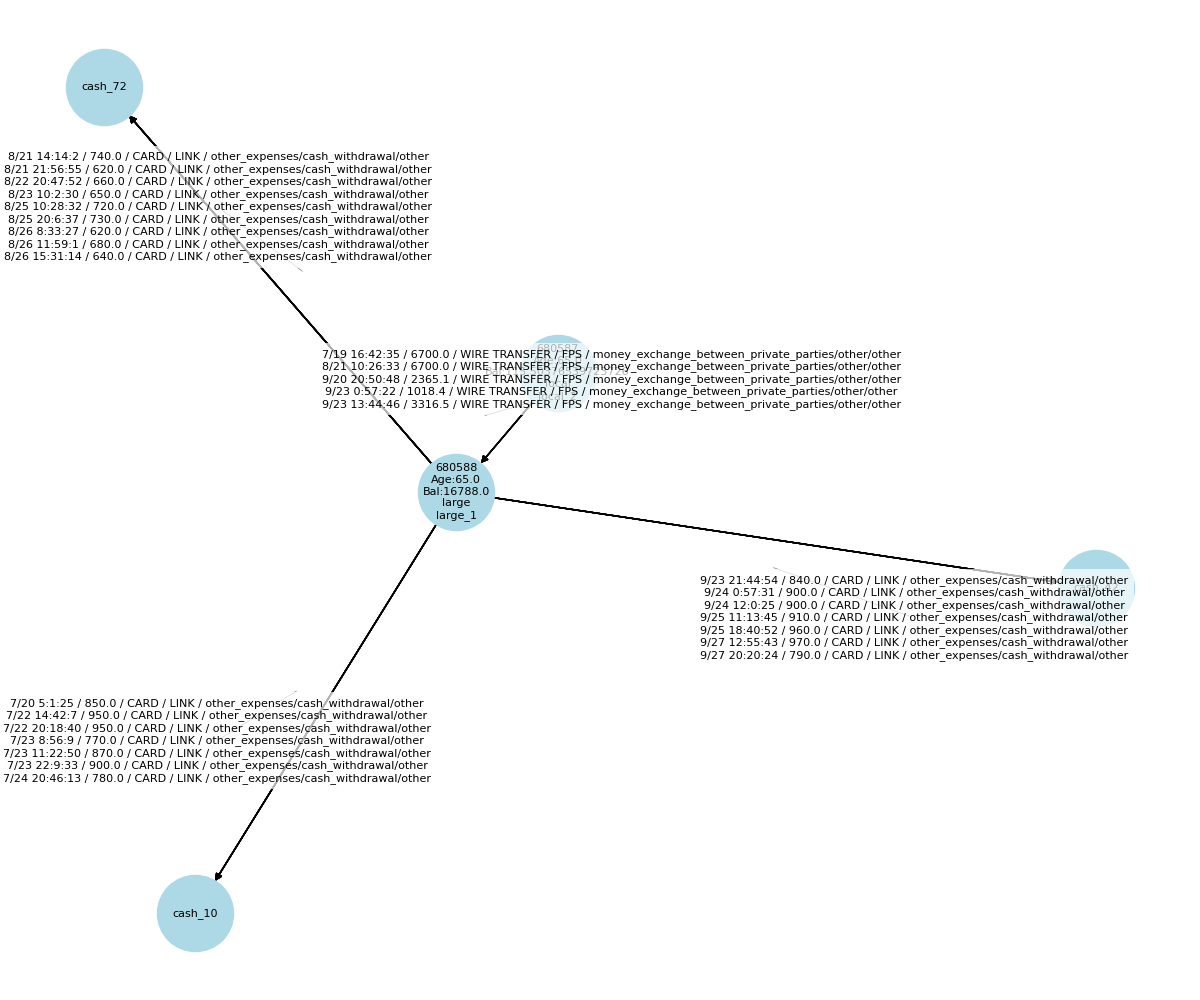 cash_72
8/21 14:14:2 / 740.0 / CARD / LINK / other_expenses/cash_withdrawal/other
8/21 21:56:55 / 620.0 / CARD / LINK / other_expenses/cash_withdrawal/other
8/22 20:47:52 / 660.0 / CARD / LINK / other_expenses/cash_withdrawal/other
8/23 10:2:30 / 650.0 / CARD / LINK / other_expenses/cash_withdrawal/other
8/25 10:28:32 / 720.0 / CARD / LINK / other_expenses/cash_withdrawal/other
8/25 20:6:37 / 730.0 / CARD / LINK / other_expenses/cash_withdrawal/other
8/26 8:33:27 / 620.0 / CARD / LINK / other_expenses/cash_withdrawal/other
8/26 11:59:1 / 680.0 / CARD / LINK / other_expenses/cash_withdrawal/other
8/26 15:31:14 / 640.0 / CARD / LINK / other_expenses/cash_withdrawal/other
680587
7/19 16:42:35 / 6700.0 / WIRE TRANSFER / FPS / money_exchange_between_private_parties/other/other
8/21 10:26:33 / 6700.0 / WIRE TRANSFER / FPS / money_exchange_between_private_parties/other/other
9/20 20:50:48 / 2365.1 / WIRE TRANSFER / FPS / money_exchange_between_private_parties/other/other
9/23 0:57:22 / 1018.4 / WIRE TRANSFER / FPS / money_exchange_between_private_parties/other/other
9/23 13:44:46 / 3316.5 / WIRE TRANSFER / FPS / money_exchange_between_private_parties/other/other
680588
Age:65.0
Bal:16788.0
large
large_1
9/23 21:44:54 / 840.0 / CARD / LINK / other_expenses/cash_withdrawal/other
9/24 0:57:31 / 900.0 / CARD / LINK / other_expenses/cash_withdrawal/other
9/24 12:0:25 / 900.0 / CARD / LINK / other_expenses/cash_withdrawal/other
9/25 11:13:45 / 910.0 / CARD / LINK / other_expenses/cash_withdrawal/other
9/25 18:40:52 / 960.0 / CARD / LINK / other_expenses/cash_withdrawal/other
9/27 12:55:43 / 970.0 / CARD / LINK / other_expenses/cash_withdrawal/other
9/27 20:20:24 / 790.0 / CARD / LINK / other_expenses/cash_withdrawal/other
7/20 5:1:25 / 850.0 / CARD / LINK / other_expenses/cash_withdrawal/other
7/22 14:42:7 / 950.0 / CARD / LINK / other_expenses/cash_withdrawal/other
7/22 20:18:40 / 950.0 / CARD / LINK / other_expenses/cash_withdrawal/other
7/23 8:56:9 / 770.0 / CARD / LINK / other_expenses/cash_withdrawal/other
7/23 11:22:50 / 870.0 / CARD / LINK / other_expenses/cash_withdrawal/other
7/23 22:9:33 / 900.0 / CARD / LINK / other_expenses/cash_withdrawal/other
7/24 20:46:13 / 780.0 / CARD / LINK / other_expenses/cash_withdrawal/other
cash_10